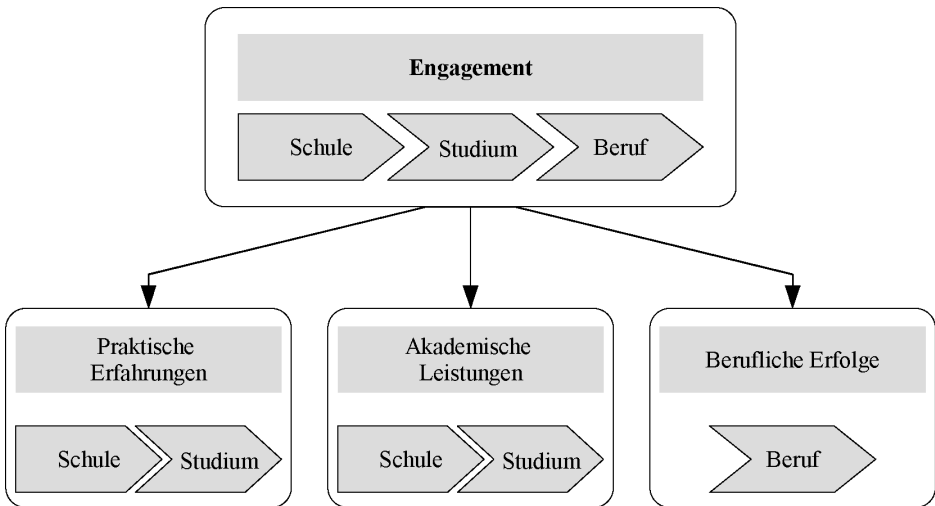 Engagement
Schule
Studium
Beruf
Praktische
Erfahrungen
Schule
Studium
Akademische
Leistungen
Schule
Studium
Berufliche Erfolge
Beruf